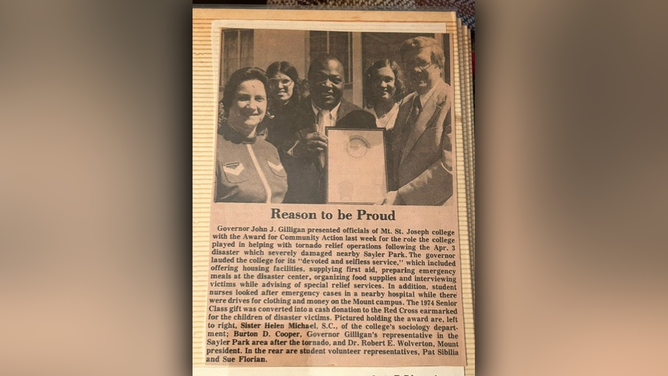 Reason to be Proud
Governor John J. Gilligan presented officials of Mt. St. Joseph college
with the Award for Community Action last week for the role the college
played in helping with tornado relief operations following the Apr. 3
disaster which severely damaged nearby Sayler Park. The governor
lauded the college for its "devoted and selfless service," which included
offering housing facilities, supplying first aid, preparing emergency
meals at the disaster center, organizing food supplies and interviewing
victims while advising of special relief services. In addition, student
nurses looked after emergency cases in a nearby hospital while there
were drives for clothing and money on the Mount campus. The 1974 Senior
Class gift was converted into a cash donation to the Red Cross earmarked
for the children of disaster victims. Pictured holding the award are, left
to right, Sister Helen Michael, S.C., of the college's sociology depart-
ment; Burton D. Cooper, Governor Gilligan's representative in the
Sayler Park area after the tornado, and Dr. Robert E. Wolverton, Mount
president. In the rear are student volunteer representatives, Pat Sibilia
and Sue Florian.